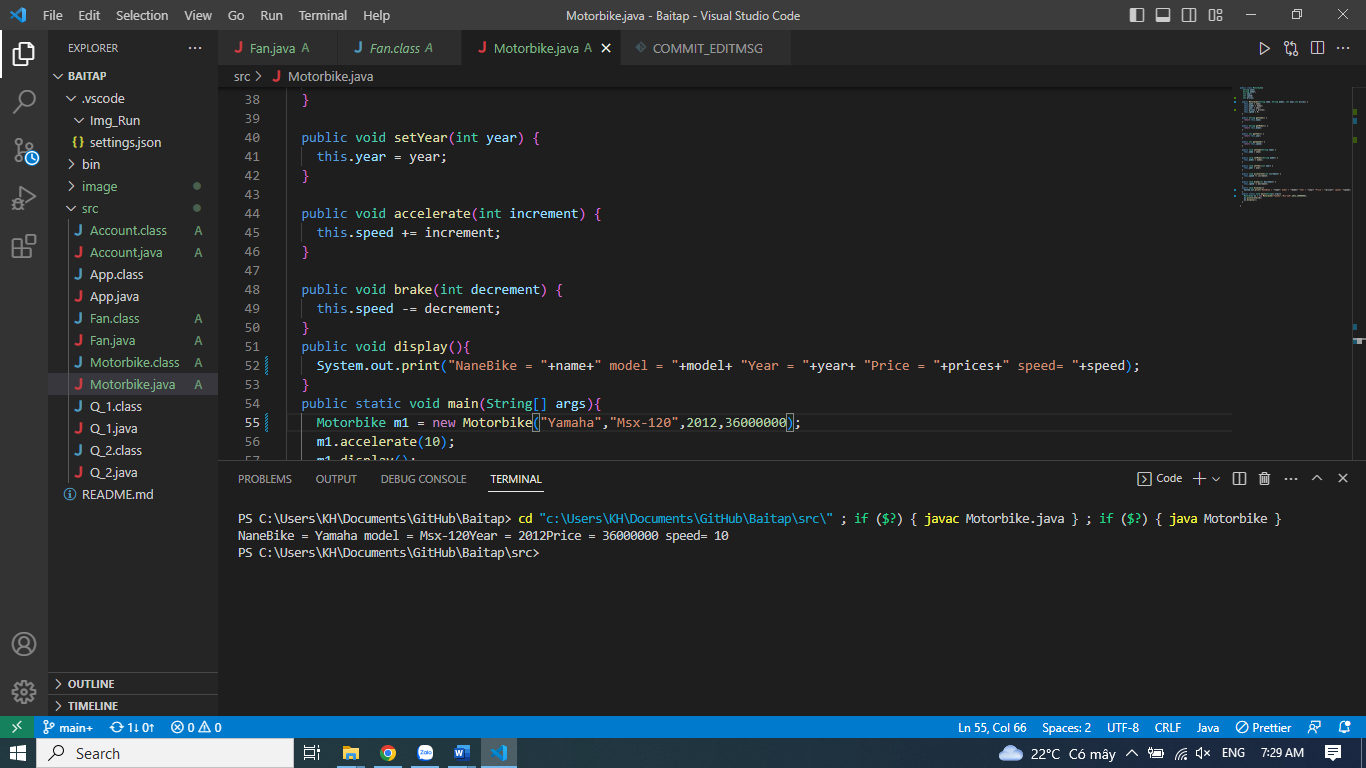 File Edit Selection View Go Run Terminal Help
Motorbike.java - Baitap - Visual Studio Code
EXPLORER
BAITAP
.vscode
Img_Run
{} settings.json
bin
image
src
Account.class A
Account.java A
App.class
App.java
Fan.class A
Fan.java A
Motorbike.class A
Motorbike.java A
Q_1.class
Q_1.java
Q_2.class
Q_2.java
README.md
OUTLINE
TIMELINE
Fan.java A
Fan.class A
Motorbike.java A
COMMIT_EDITMSG
src > Motorbike.java
38 }
39
40 public void setYear(int year) {
41 this.year = year;
42 }
43
44 public void accelerate(int increment) {
45 this.speed += increment;
46 }
47
48 public void brake(int decrement) {
49 this.speed -= decrement;
50 }
51 public void display(){
52 System.out.print("NaneBike = "+name+" model = "+model+ "Year = "+year+ "Price = "+prices+" speed= "+speed);
53 }
54 public static void main(String[] args){
55 Motorbike m1 = new Motorbike("Yamaha","Msx-120",2012,36000000);
56 m1.accelerate(10);
57 m1.display();
PROBLEMS OUTPUT DEBUG CONSOLE TERMINAL
Code
PS C:\Users\KH\Documents\GitHub\Baitap> cd "c:\Users\KH\Documents\GitHub\Baitap\src\" ; if ($?) { javac Motorbike.java } ; if ($?) { java Motorbike }
NaneBike = Yamaha model = Msx-120Year = 2012Price = 36000000 speed= 10
PS C:\Users\KH\Documents\GitHub\Baitap\src>
main+ 1↓ 0↑ 0 0
Ln 55, Col 66 Spaces: 2 UTF-8 CRLF Java Prettier
Search
22°C Có mây ENG 7:29 AM